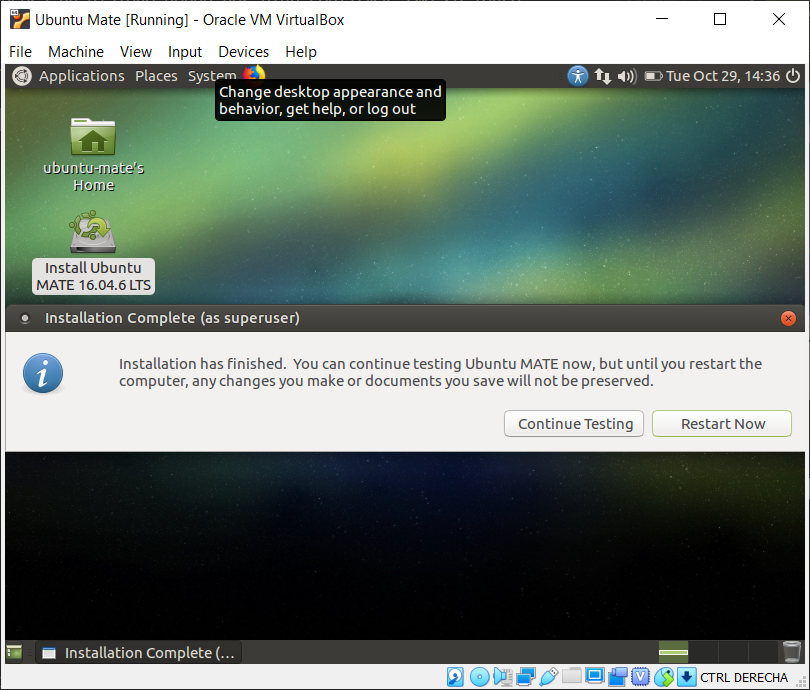 Ubuntu Mate [Running] - Oracle VM VirtualBox
File Machine View Input Devices Help
Applications Places System Tue Oct 29, 14:36
Change desktop appearance and
behavior, get help, or log out
ubuntu-mate's
Home
Install Ubuntu
MATE 16.04.6 LTS
Installation Complete (as superuser)
Installation has finished. You can continue testing Ubuntu MATE now, but until you restart the
computer, any changes you make or documents you save will not be preserved.
Continue Testing Restart Now
Installation Complete (...
CTRL DERECHA